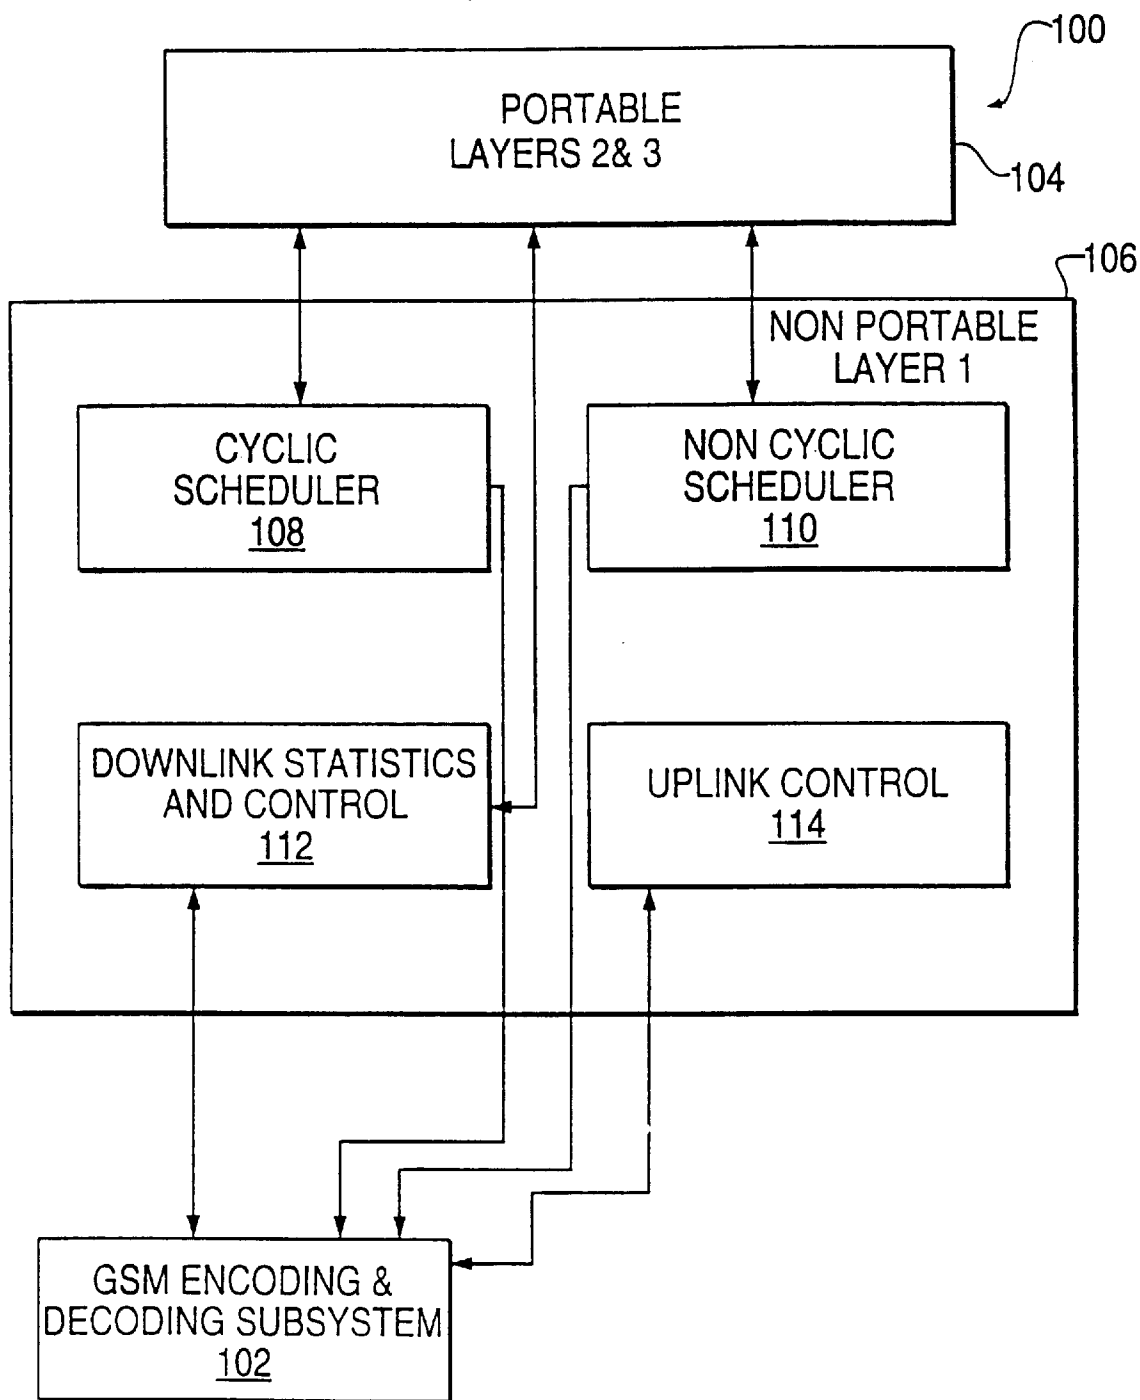 100
PORTABLE
LAYERS 2& 3
104
106
NON PORTABLE
LAYER 1
CYCLIC
SCHEDULER
108
NON CYCLIC
SCHEDULER
110
DOWNLINK STATISTICS
AND CONTROL
112
UPLINK CONTROL
114
GSM ENCODING &
DECODING SUBSYSTEM
102